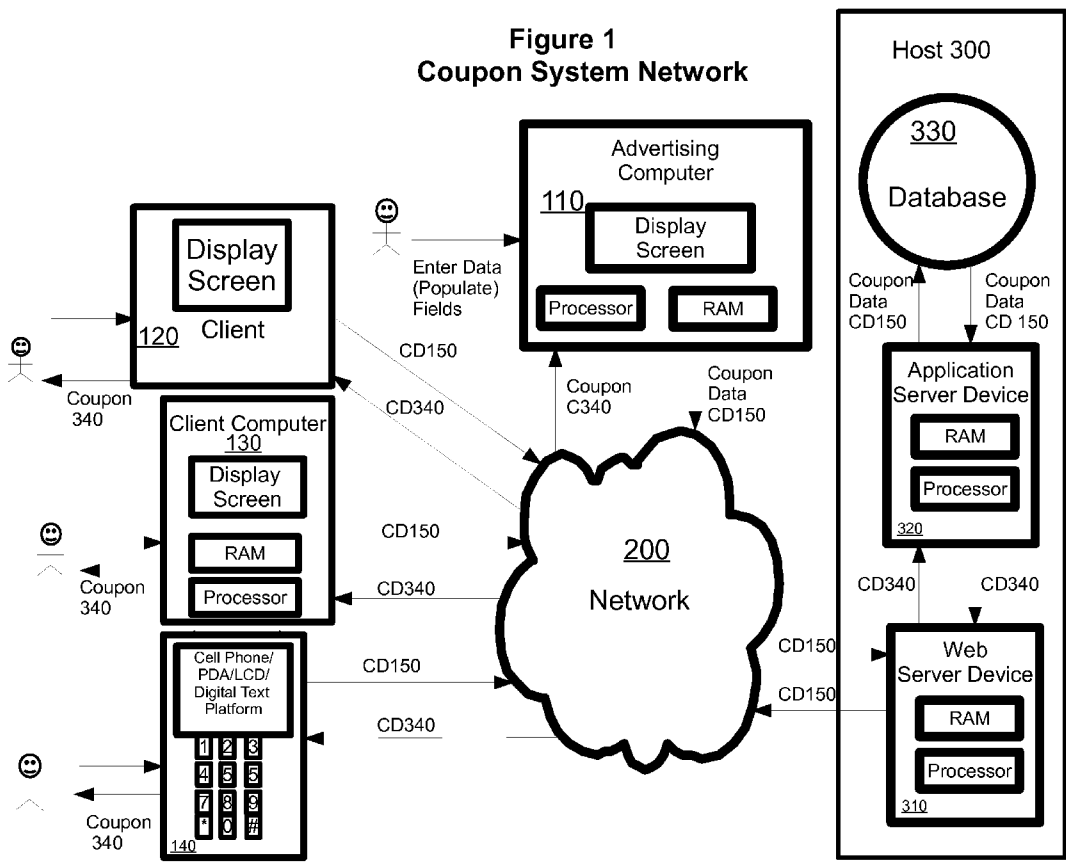 Figure 1
Coupon System Network
Host 300
330
Database
Coupon
Data
CD150
Coupon
Data
CD 150
Application
Server Device
RAM
Processor
320
CD340
CD340
Web
Server Device
RAM
Processor
310
Advertising
Computer
110
Display
Screen
Processor
RAM
Enter Data
(Populate)
Fields
Coupon
C340
Coupon
Data
CD150
Display
Screen
120
Client
Coupon
340
CD150
CD340
Client Computer
130
Display
Screen
RAM
Processor
Coupon
340
CD150
CD340
200
Network
CD150
CD150
Cell Phone/
PDA/LCD/
Digital Text
Platform
1 2 3
4 5 5
7 8 9
* 0 #
140
Coupon
340
CD150
CD340